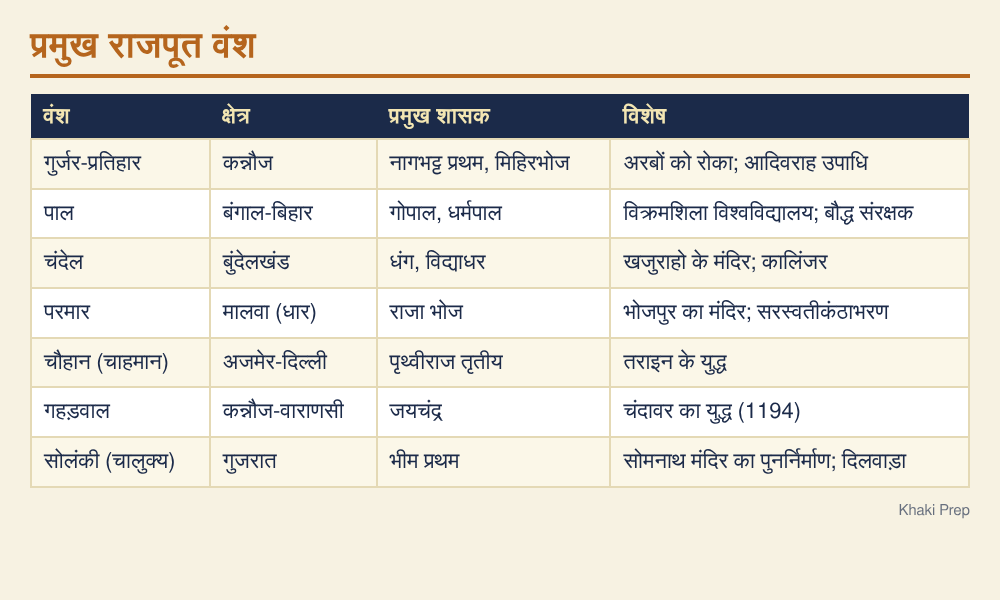 प्रमुख राजपूत वंश
वंश क्षेत्र प्रमुख शासक विशेष
गुर्जर-प्रतिहार कन्नौज नागभट्ट प्रथम, मिहिरभोज अरबों को रोका; आदिवराह उपाधि
पाल बंगाल-बिहार गोपाल, धर्मपाल विक्रमशिला विश्वविद्यालय; बौद्ध संरक्षक
चंदेल बुंदेलखंड धंग, विद्याधर खजुराहो के मंदिर; कालिंजर
परमार मालवा (धार) राजा भोज भोजपुर का मंदिर; सरस्वतीकंठाभरण
चौहान (चाहमान) अजमेर-दिल्ली पृथ्वीराज तृतीय तराइन के युद्ध
गहड़वाल कन्नौज-वाराणसी जयचंद्र चंदावर का युद्ध (1194)
सोलंकी (चालुक्य) गुजरात भीम प्रथम सोमनाथ मंदिर का पुनर्निर्माण; दिलवाड़ा
Khaki Prep